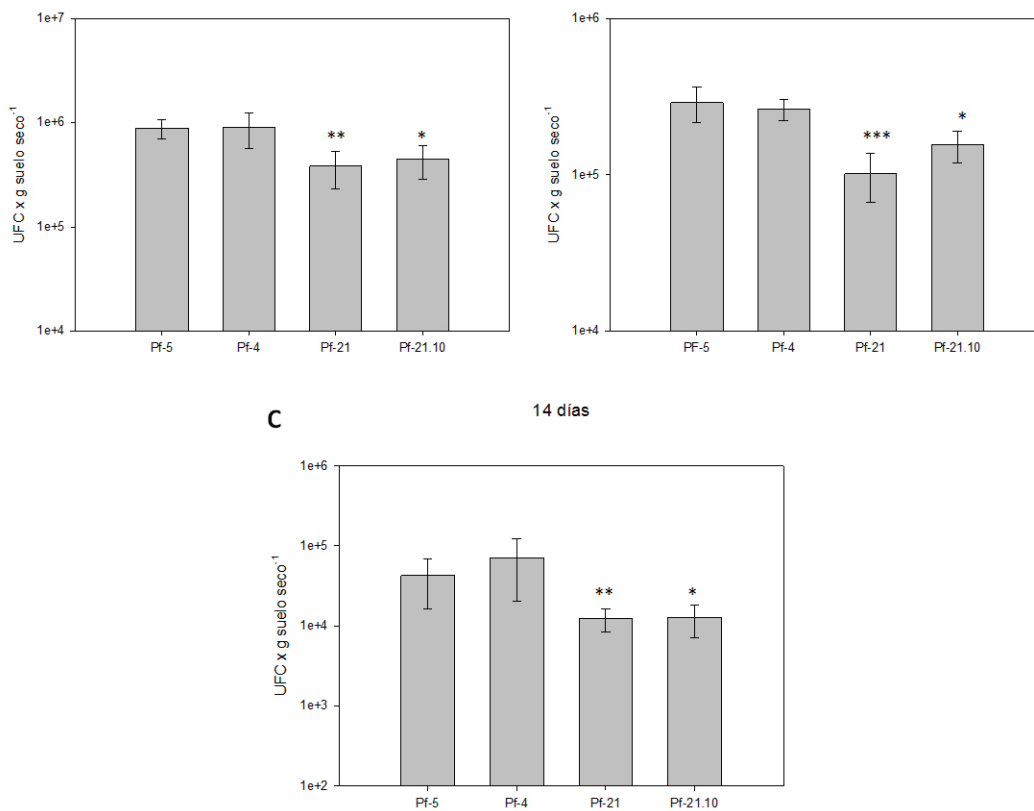 1e+7
1e+6
1e+5
1e+4
UFC x g suelo seco⁻¹
**
*
Pf-5 Pf-4 Pf-21 Pf-21.10
1e+6
1e+5
1e+4
UFC x g suelo seco⁻¹
***
*
PF-5 Pf-4 Pf-21 Pf-21.10
C
14 días
1e+6
1e+5
1e+4
1e+3
1e+2
UFC x g suelo seco⁻¹
** *
Pf-5 Pf-4 Pf-21 Pf-21.10